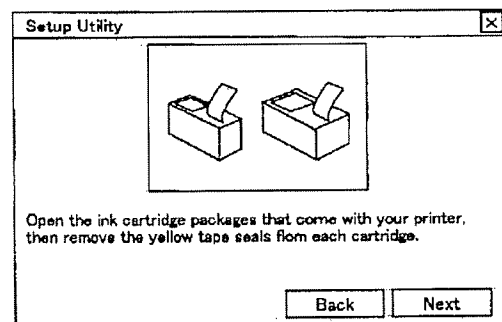 Setup Utility
Open the ink cartridge packages that come with your printer,
then remove the yellow tape seals from each cartridge.
Back
Next